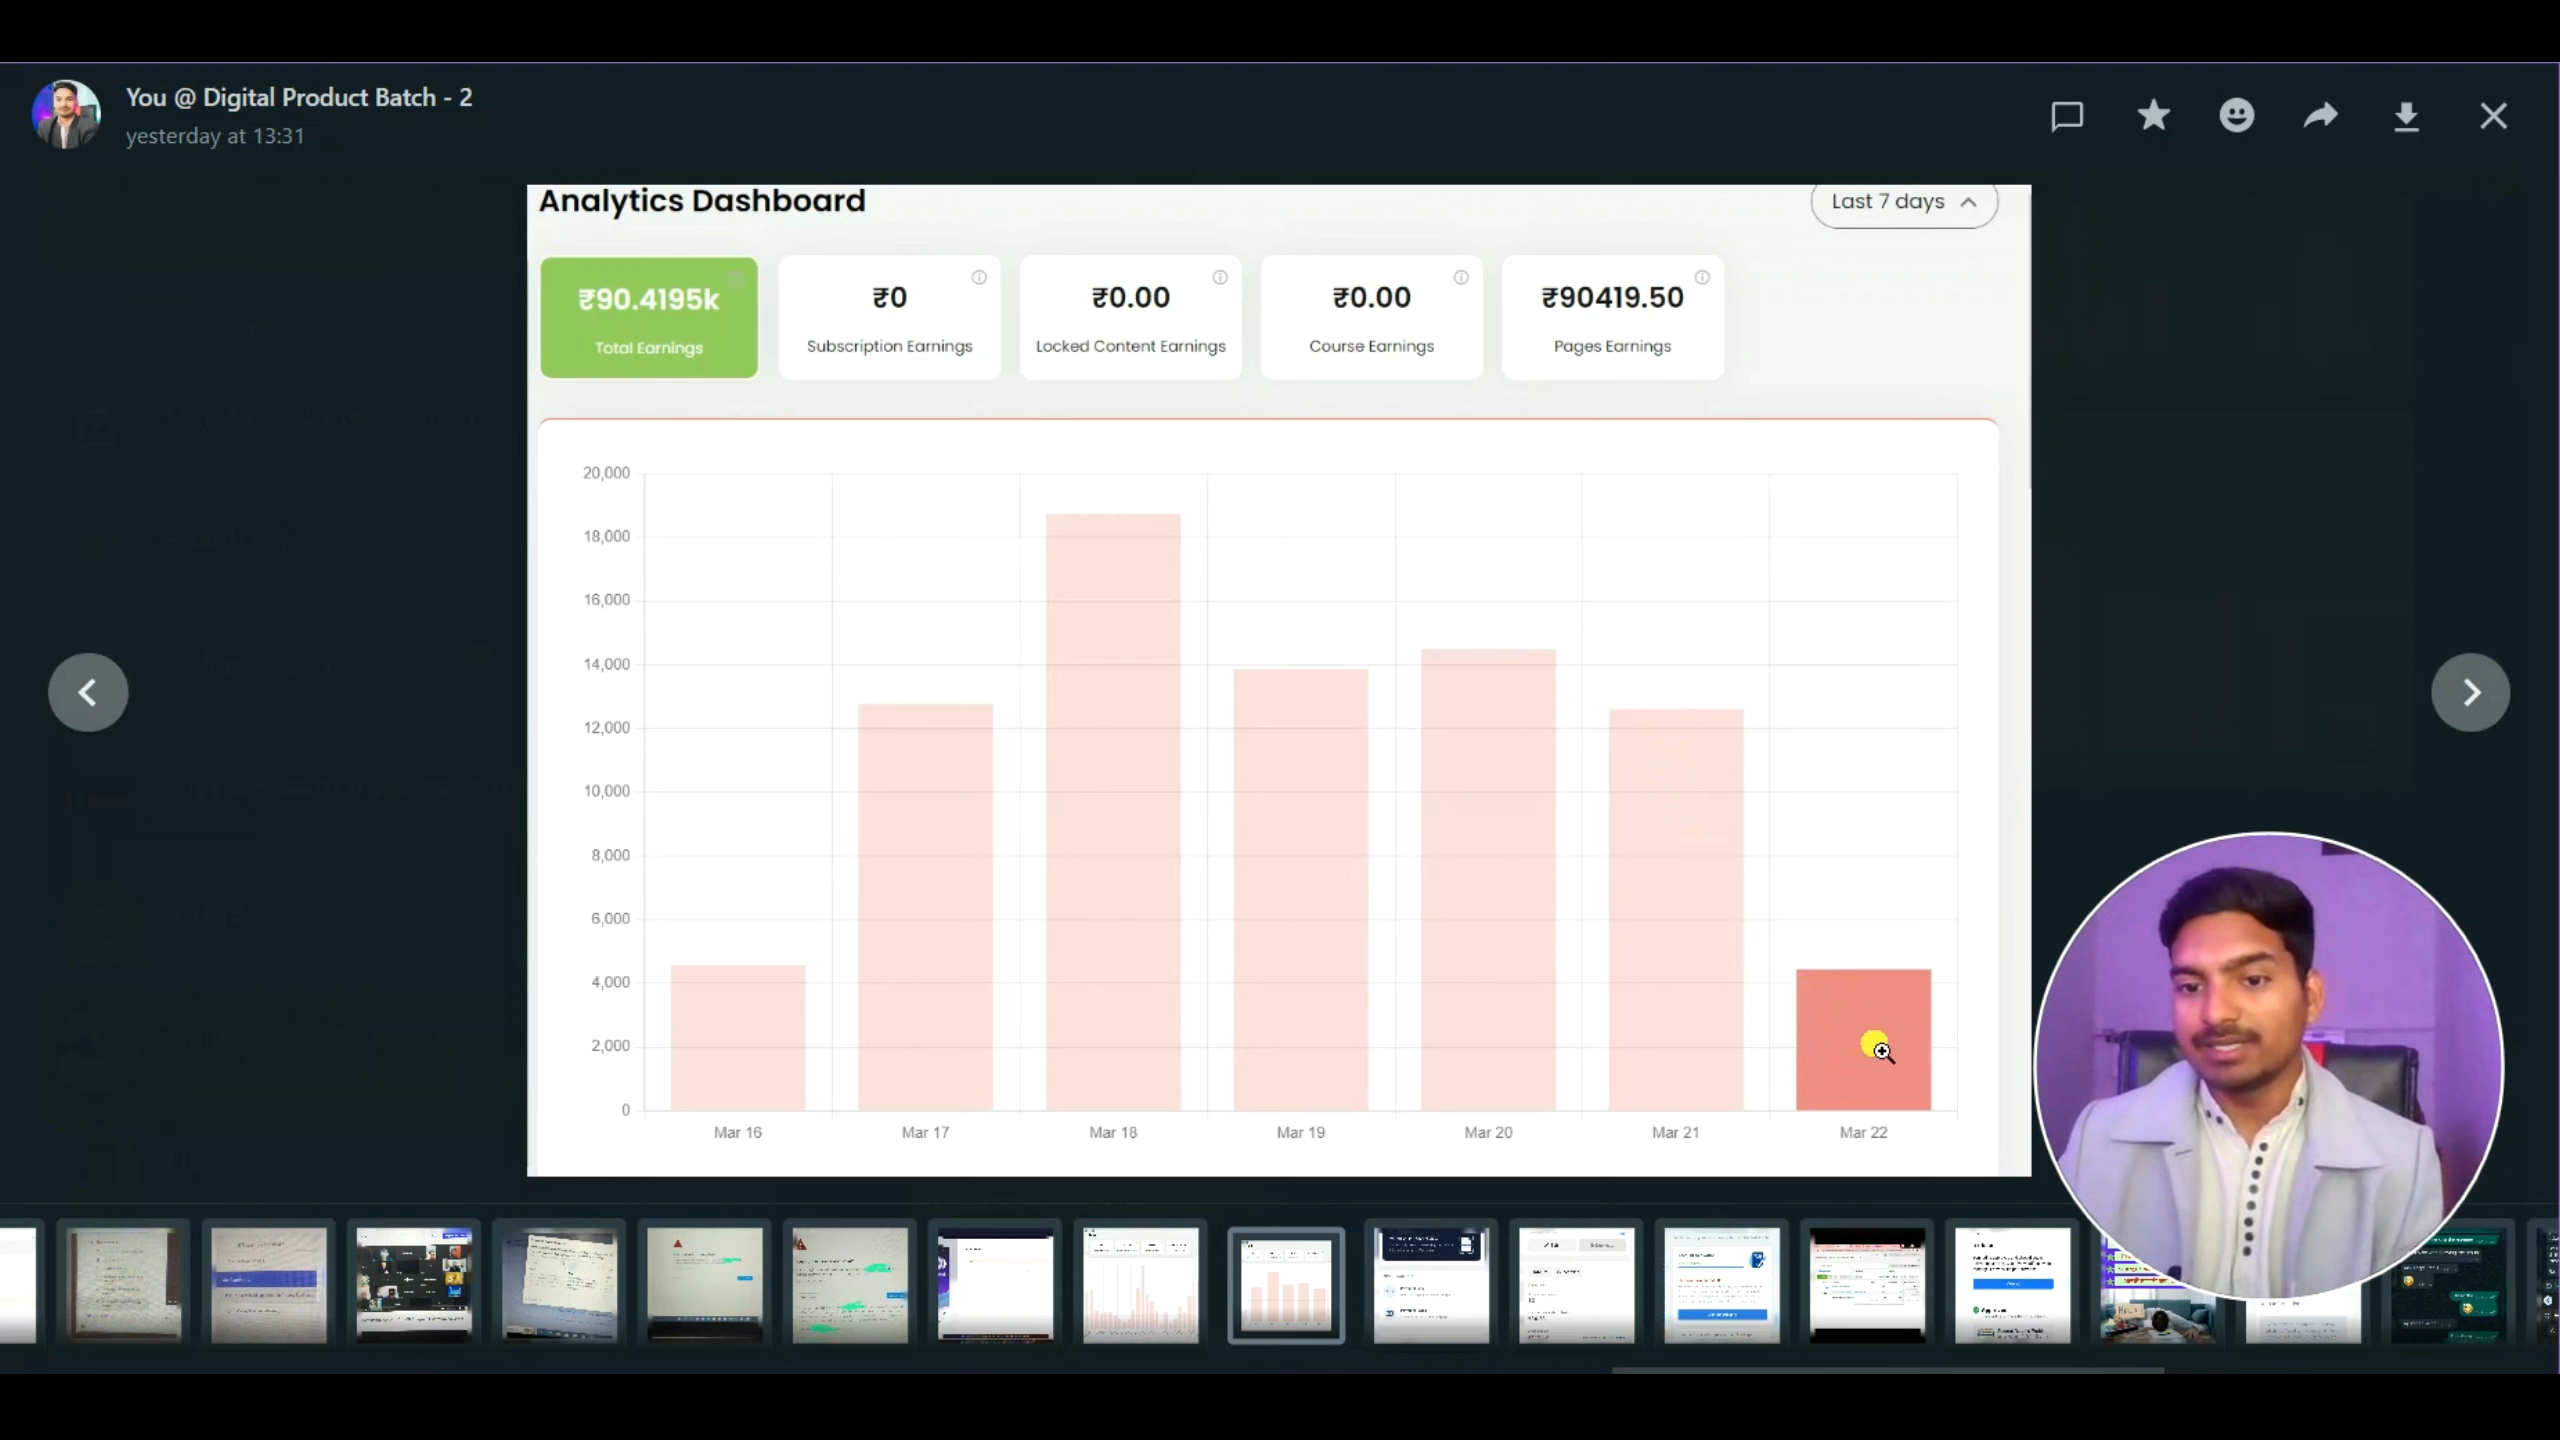 You @ Digital Product Batch - 2
yesterday at 13:31
Analytics Dashboard
Last 7 days
₹90.4195k
Total Earnings
₹0
Subscription Earnings
₹0.00
Locked Content Earnings
₹0.00
Course Earnings
₹90419.50
Pages Earnings
20,000
18,000
16,000
14,000
12,000
10,000
8,000
6,000
4,000
2,000
0
Mar 16
Mar 17
Mar 18
Mar 19
Mar 20
Mar 21
Mar 22